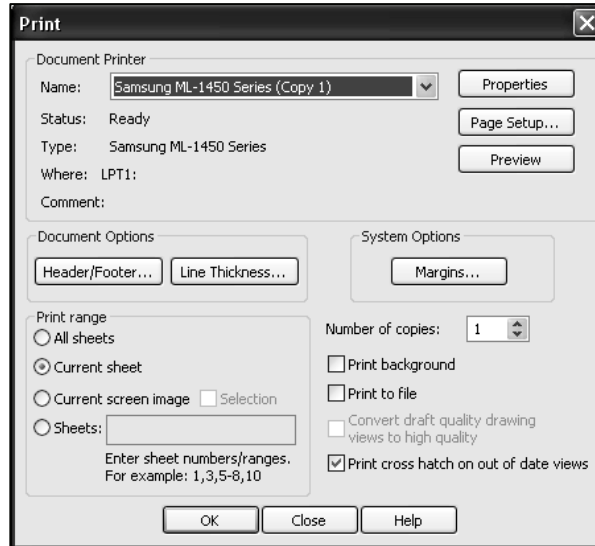 Print
Document Printer
Name: Samsung ML-1450 Series (Copy 1)
Properties
Status: Ready
Page Setup...
Type: Samsung ML-1450 Series
Preview
Where: LPT1:
Comment:
Document Options
System Options
Header/Footer... Line Thickness...
Margins...
Print range
All sheets
Current sheet
Current screen image Selection
Sheets:
Enter sheet numbers/ranges.
For example: 1,3,5-8,10
Number of copies: 1
Print background
Print to file
Convert draft quality drawing
views to high quality
Print cross hatch on out of date views
OK Close Help